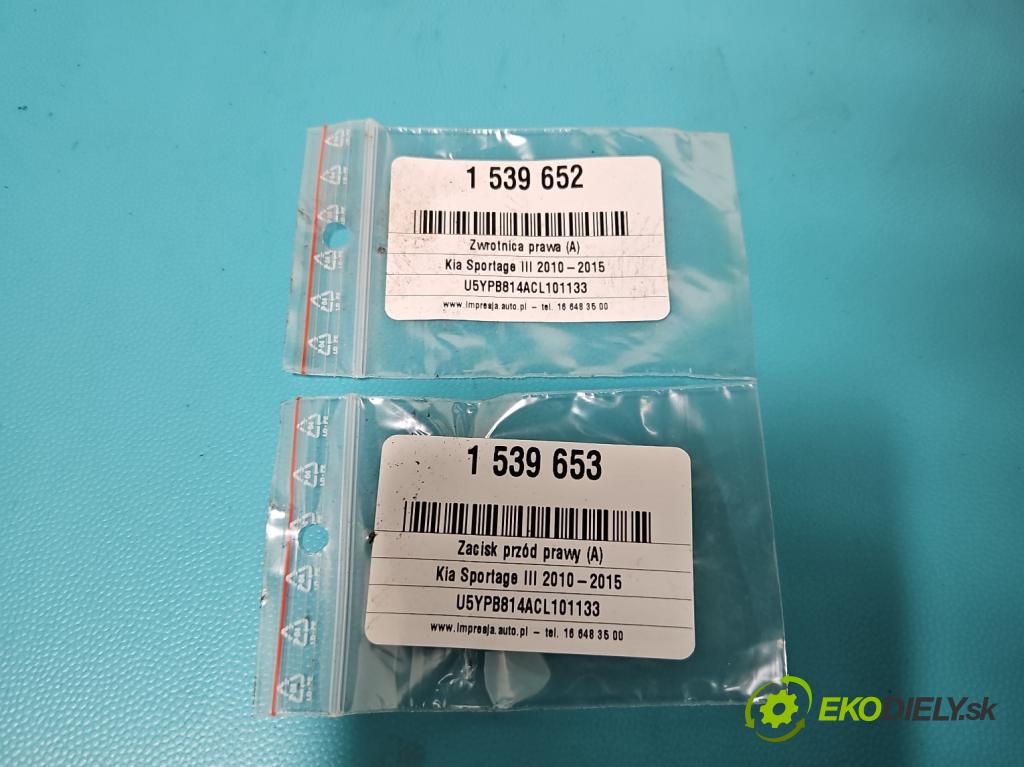 1 539 652
Zwrotnica prawa (A)
Kia Sportage III 2010–2015
U5YPB814ACL101133
www.impresja.auto.pl – tel. 16 648 35 00
1 539 653
Zacisk przód prawy (A)
Kia Sportage III 2010–2015
U5YPB814ACL101133
www.impresja.auto.pl – tel. 16 648 35 00
EKODIELY.sk